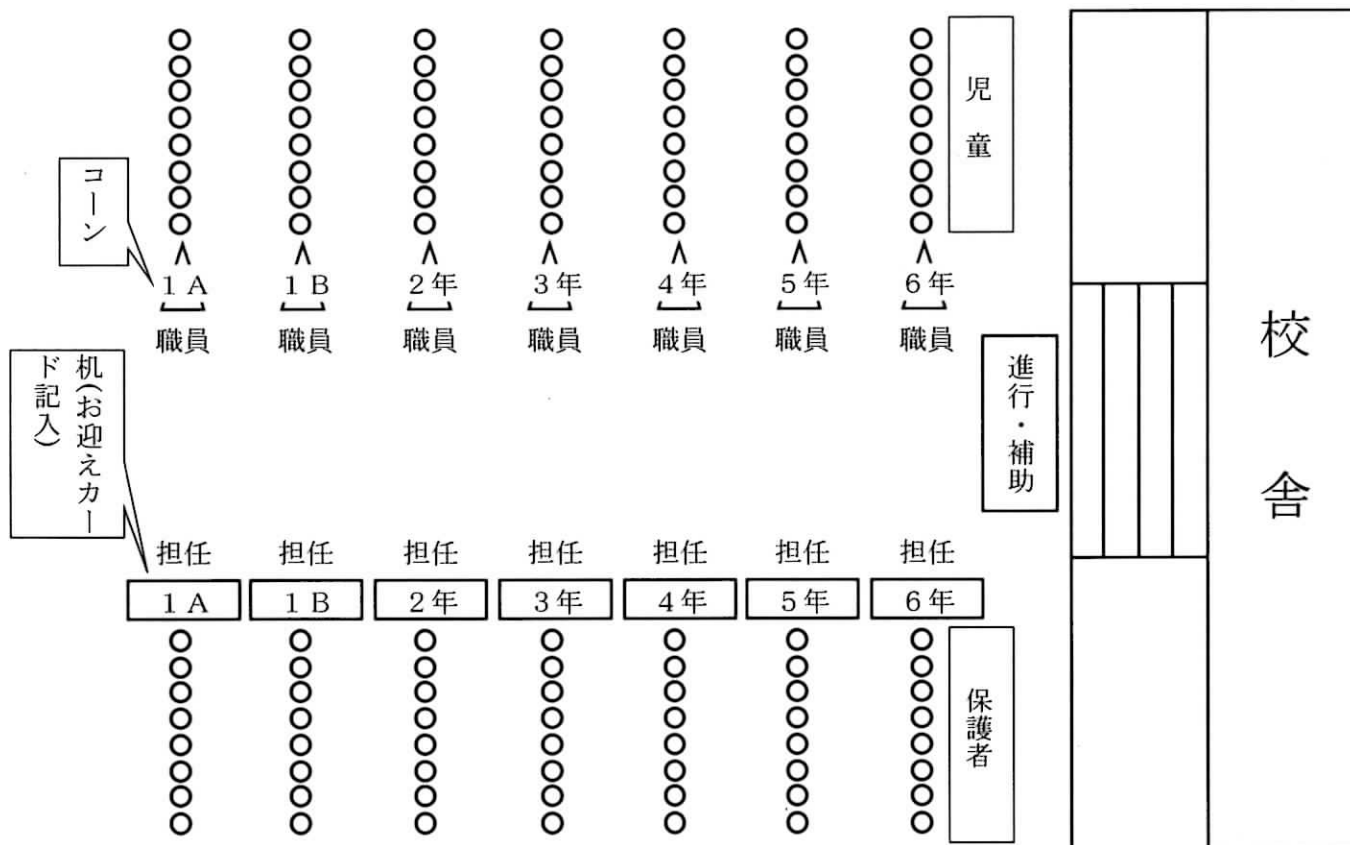 児童
コーン
1A 1B 2年 3年 4年 5年 6年
職員 職員 職員 職員 職員 職員 職員
進行・補助
校舎
机(お迎えカー
ド記入)
担任 担任 担任 担任 担任 担任 担任
1A 1B 2年 3年 4年 5年 6年
保護者